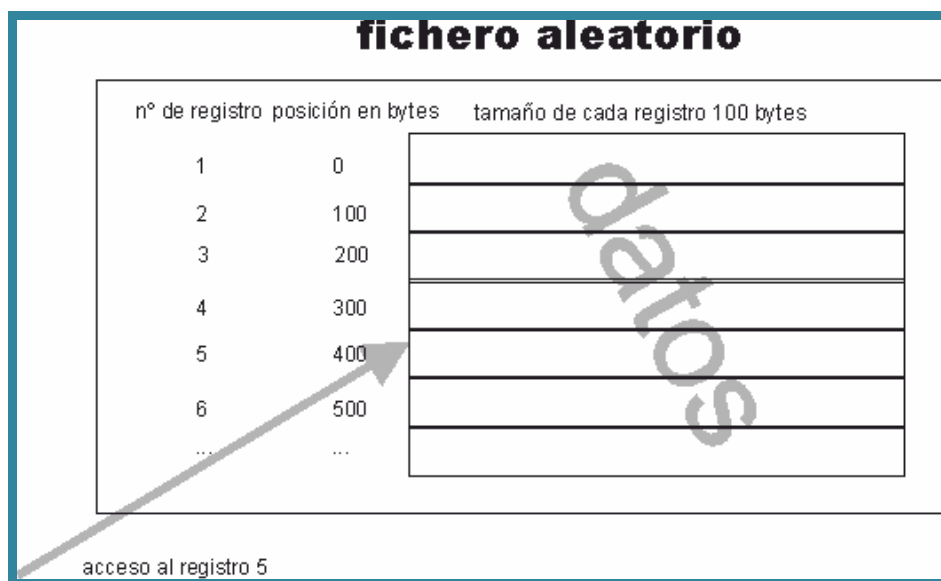 fichero aleatorio
nº de registro posición en bytes tamaño de cada registro 100 bytes
1 0
2 100
3 200
4 300
5 400
6 500
... ...
datos
acceso al registro 5